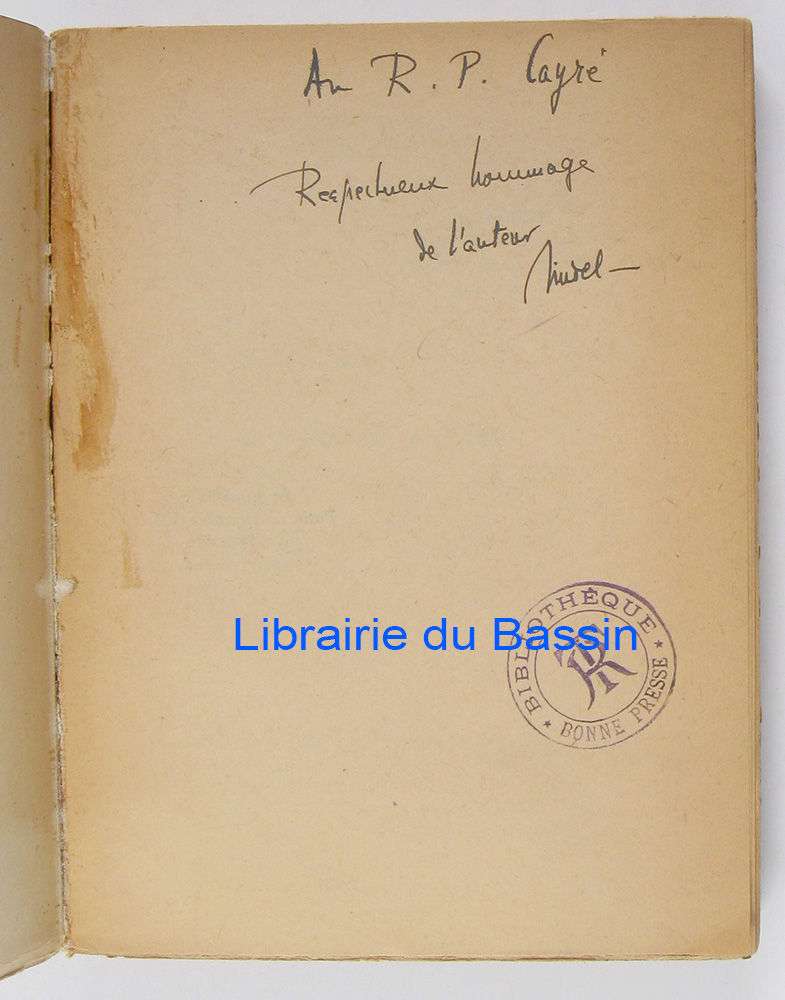 Au R. P. Cayré
Respectueux hommage
de l'auteur
Librairie du Bassin
BIBLIOTHÈQUE
★ BONNE PRESSE ★